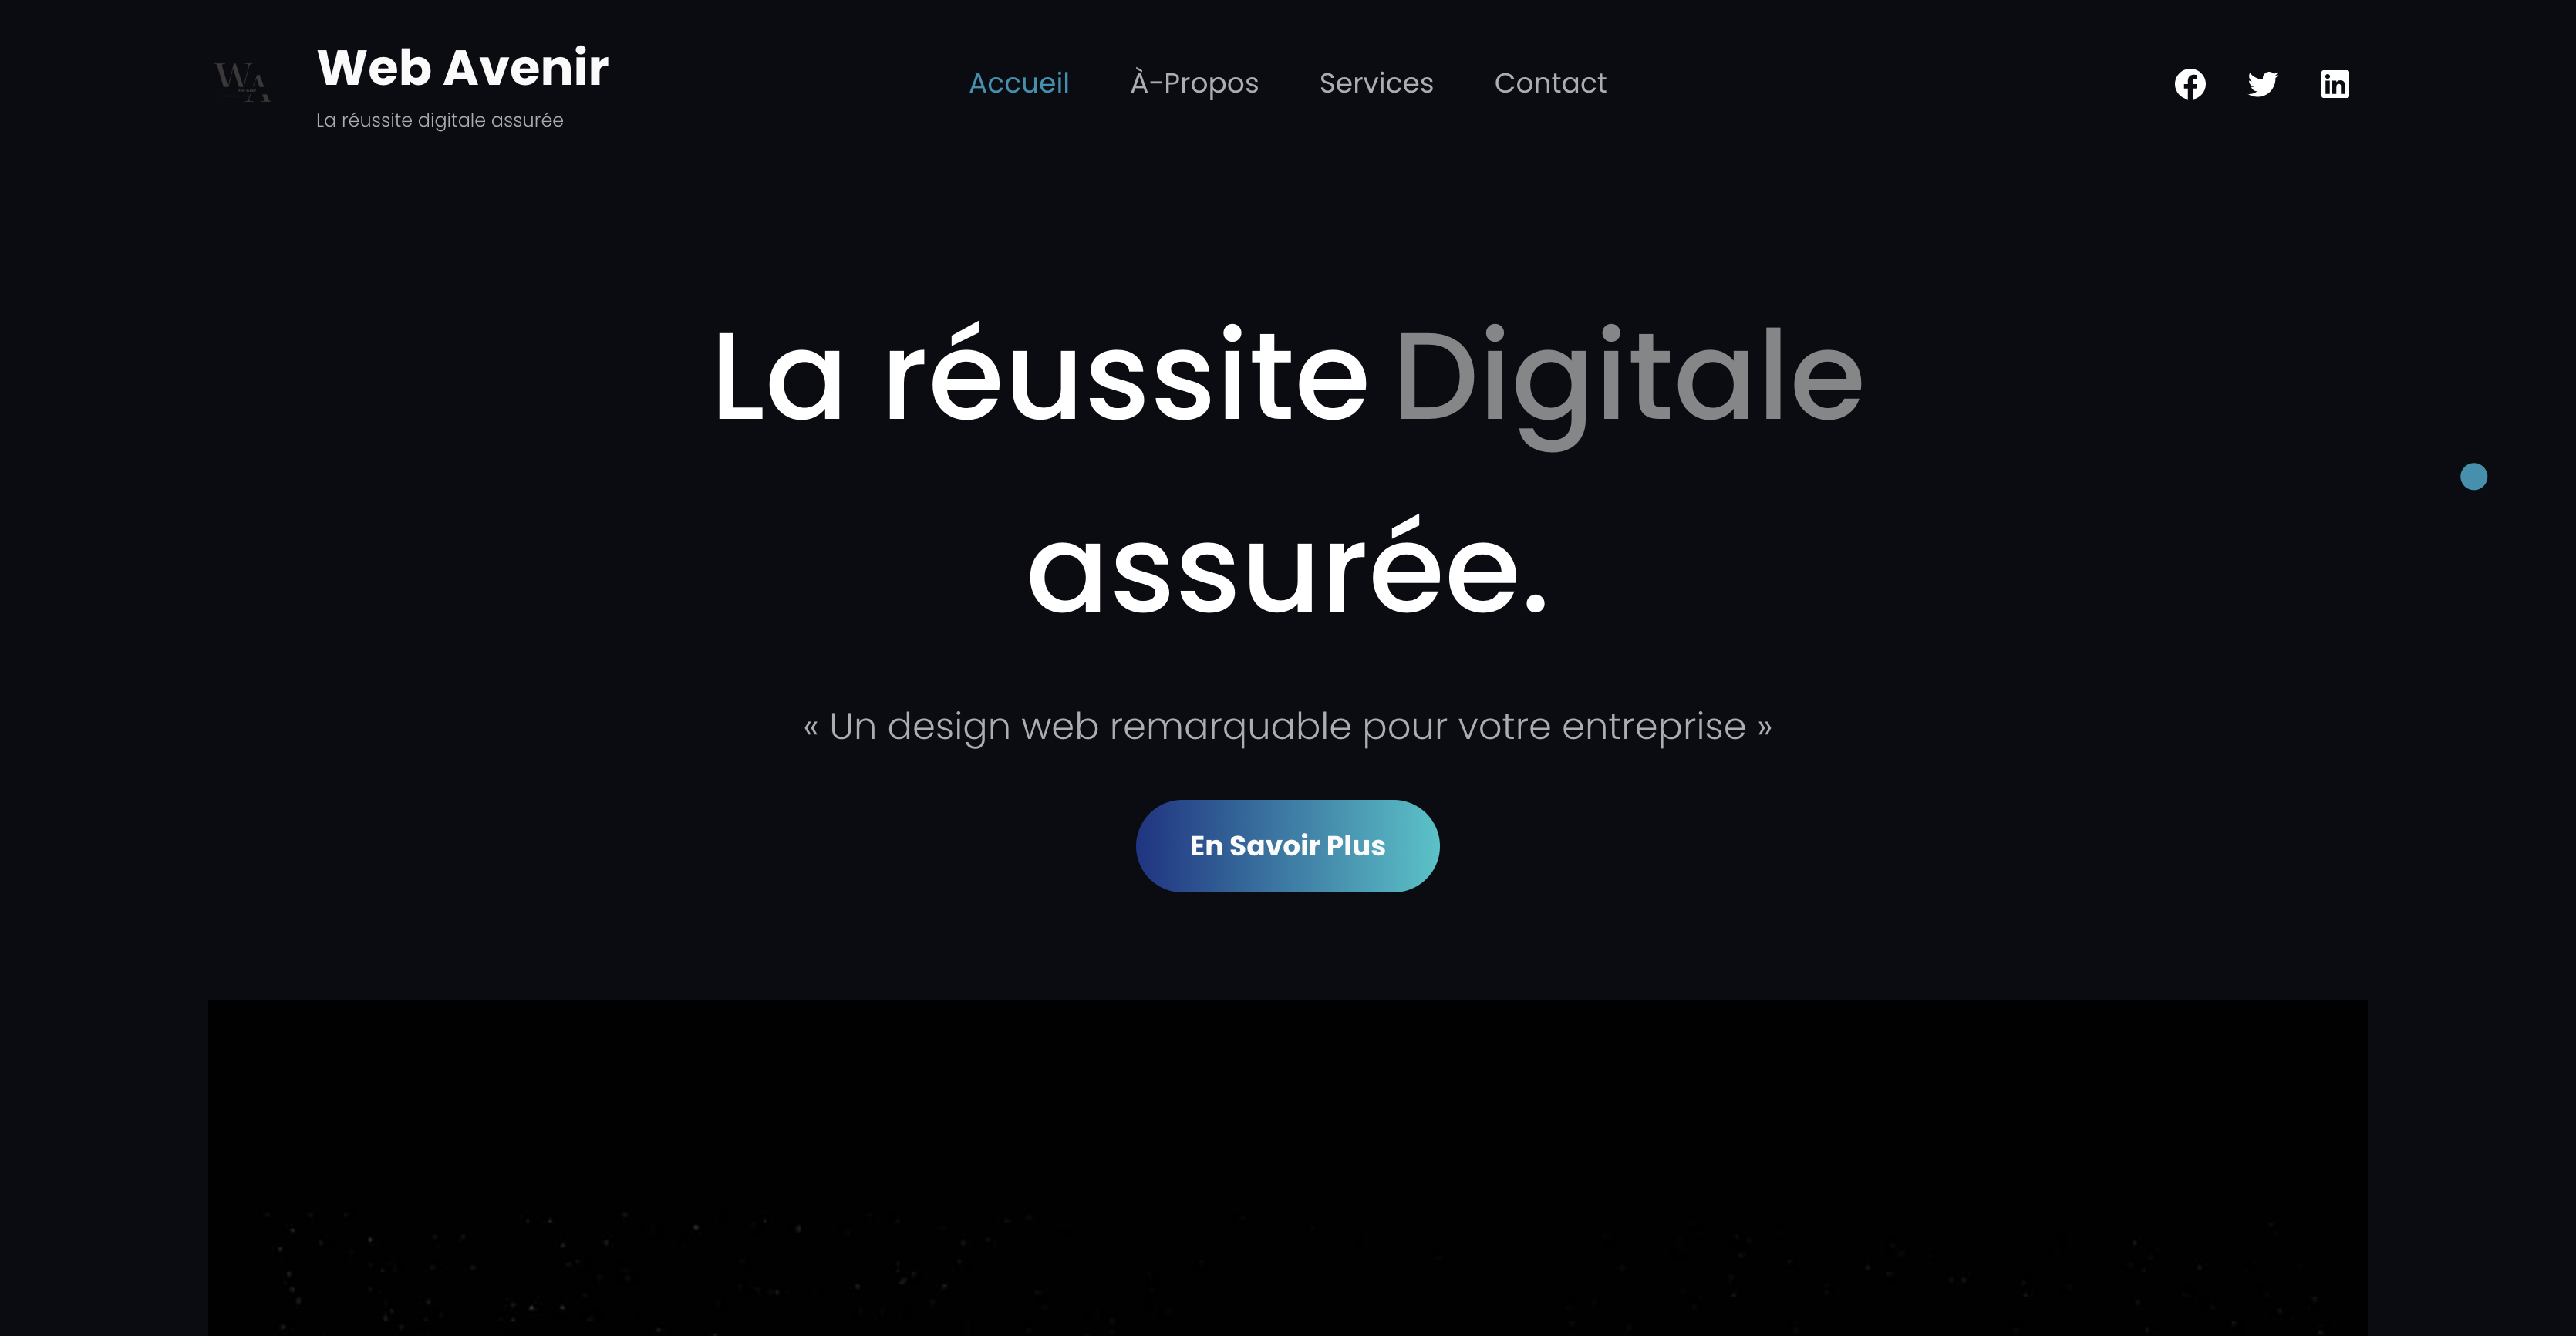 WA
Web Avenir
La réussite digitale assurée
Accueil
À-Propos
Services
Contact
La réussite Digitale
assurée.
« Un design web remarquable pour votre entreprise »
En Savoir Plus